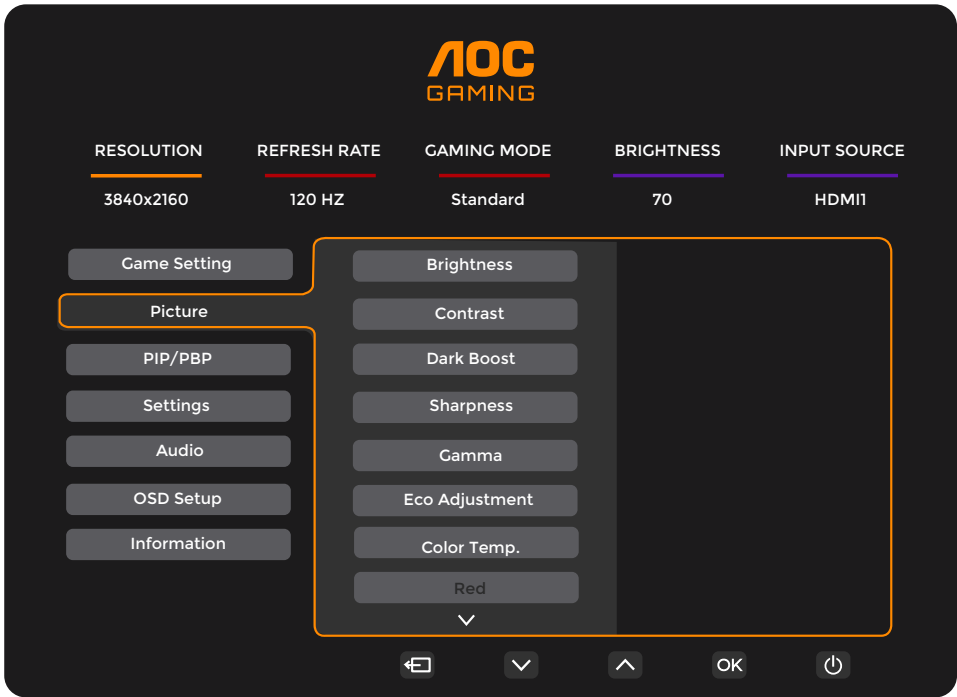 AOC
GAMING
RESOLUTION REFRESH RATE GAMING MODE BRIGHTNESS INPUT SOURCE
3840x2160 120 HZ Standard 70 HDMI1
Game Setting
Picture
PIP/PBP
Settings
Audio
OSD Setup
Information
Brightness
Contrast
Dark Boost
Sharpness
Gamma
Eco Adjustment
Color Temp.
Red
OK